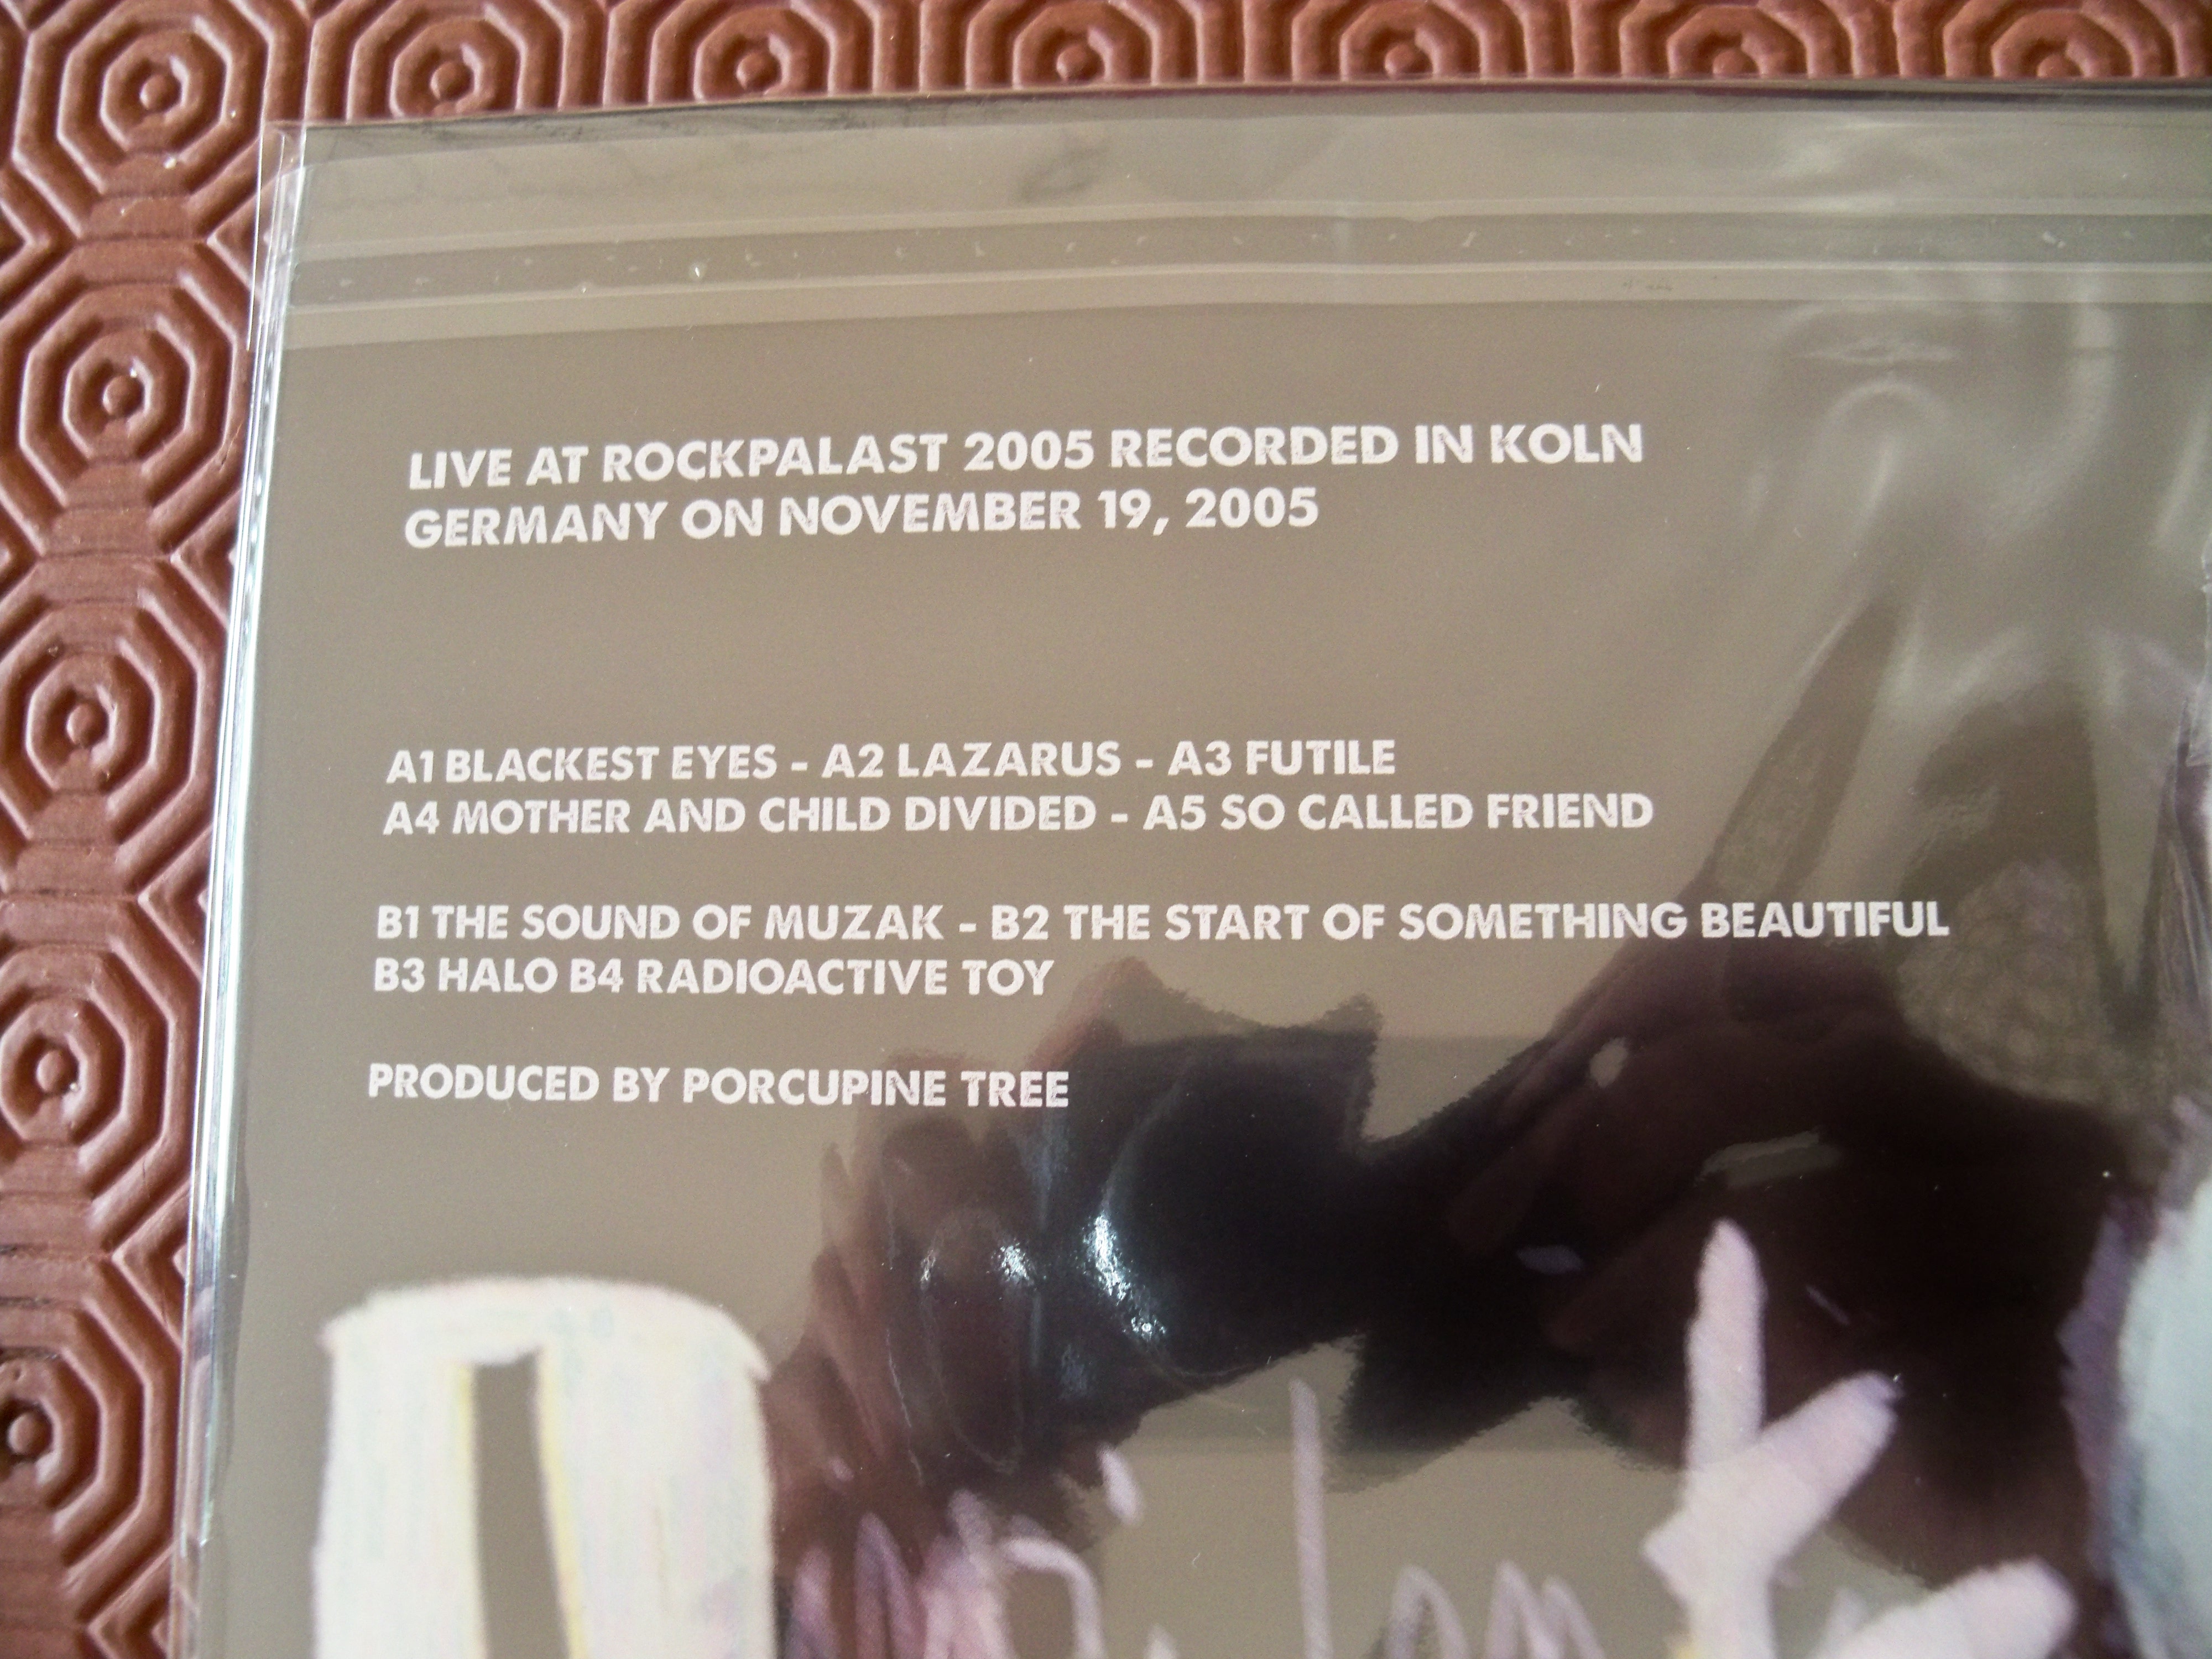 LIVE AT ROCKPALAST 2005 RECORDED IN KOLN
GERMANY ON NOVEMBER 19, 2005
A1 BLACKEST EYES - A2 LAZARUS - A3 FUTILE
A4 MOTHER AND CHILD DIVIDED - A5 SO CALLED FRIEND
B1 THE SOUND OF MUZAK - B2 THE START OF SOMETHING BEAUTIFUL
B3 HALO B4 RADIOACTIVE TOY
PRODUCED BY PORCUPINE TREE